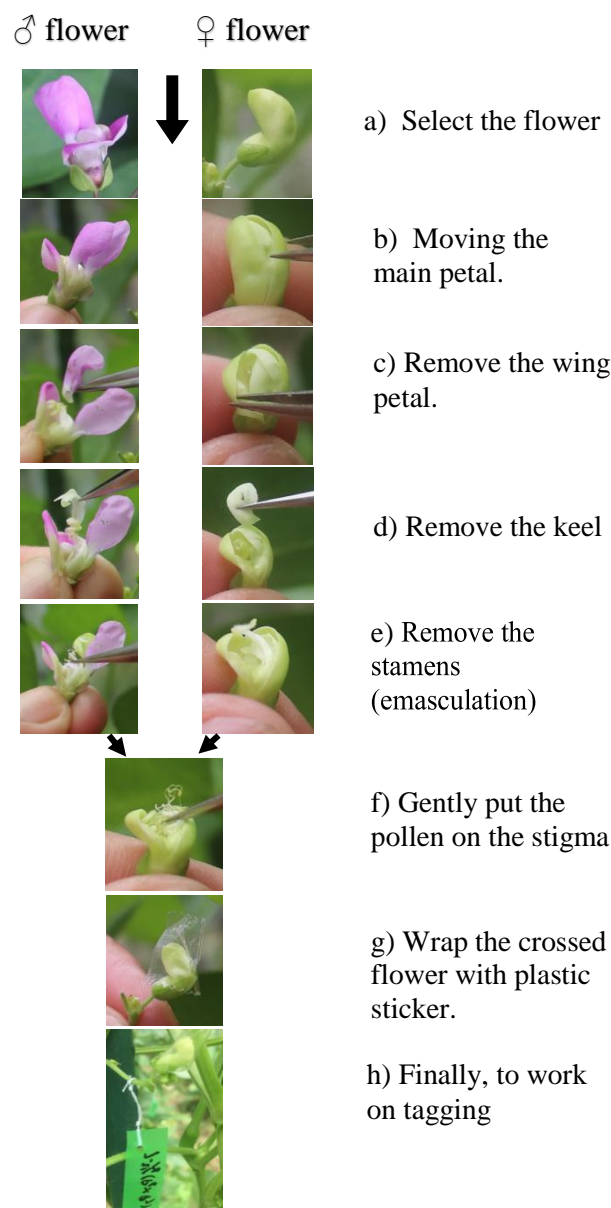 ♂ flower ♀ flower
a) Select the flower
b) Moving the
main petal.
c) Remove the wing
petal.
d) Remove the keel
e) Remove the
stamens
(emasculation)
f) Gently put the
pollen on the stigma
g) Wrap the crossed
flower with plastic
sticker.
h) Finally, to work
on tagging